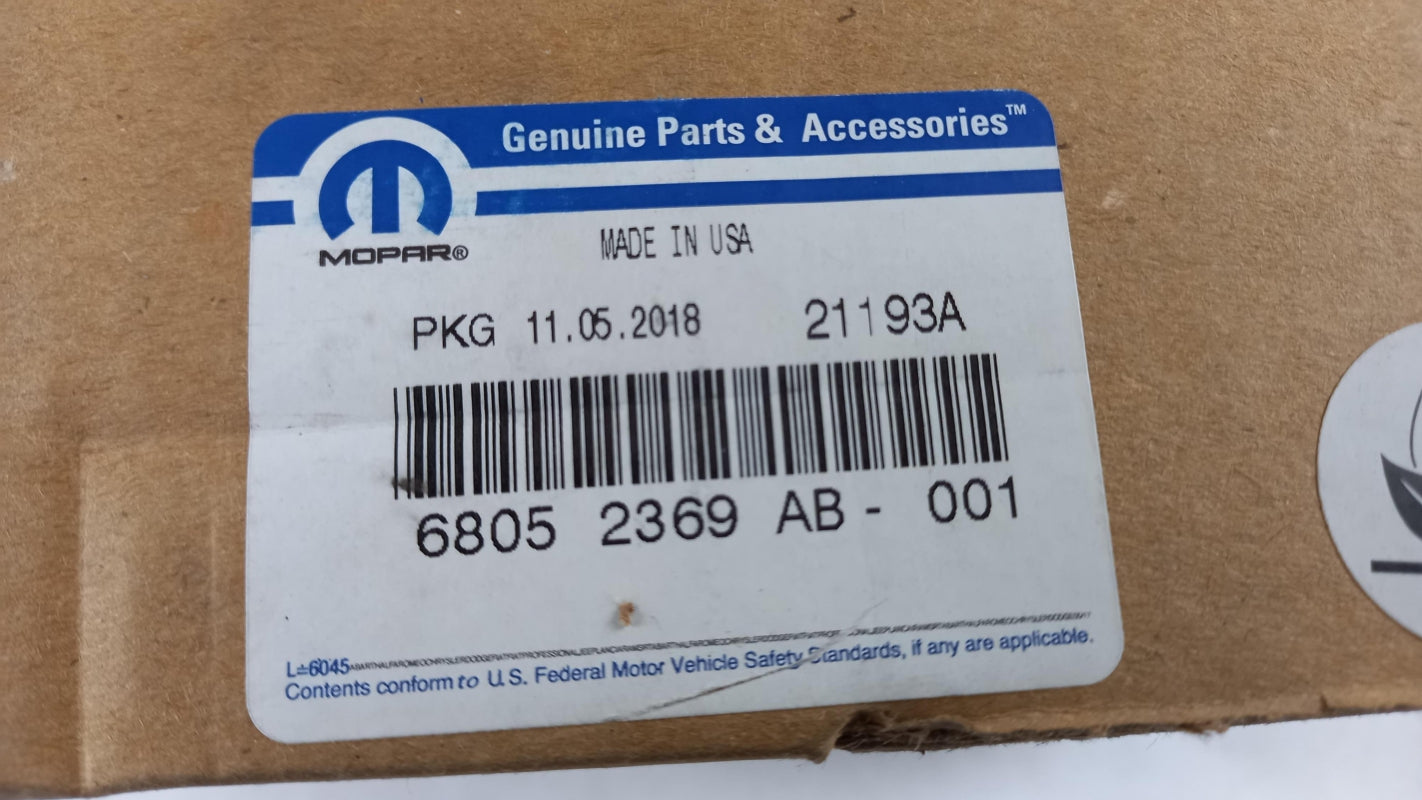 Genuine Parts & Accessories™
MOPAR®
MADE IN USA
PKG 11.05.2018 21193A
6805 2369 AB - 001
L=6045
Contents conform to U.S. Federal Motor Vehicle Safety Standards, if any are applicable.